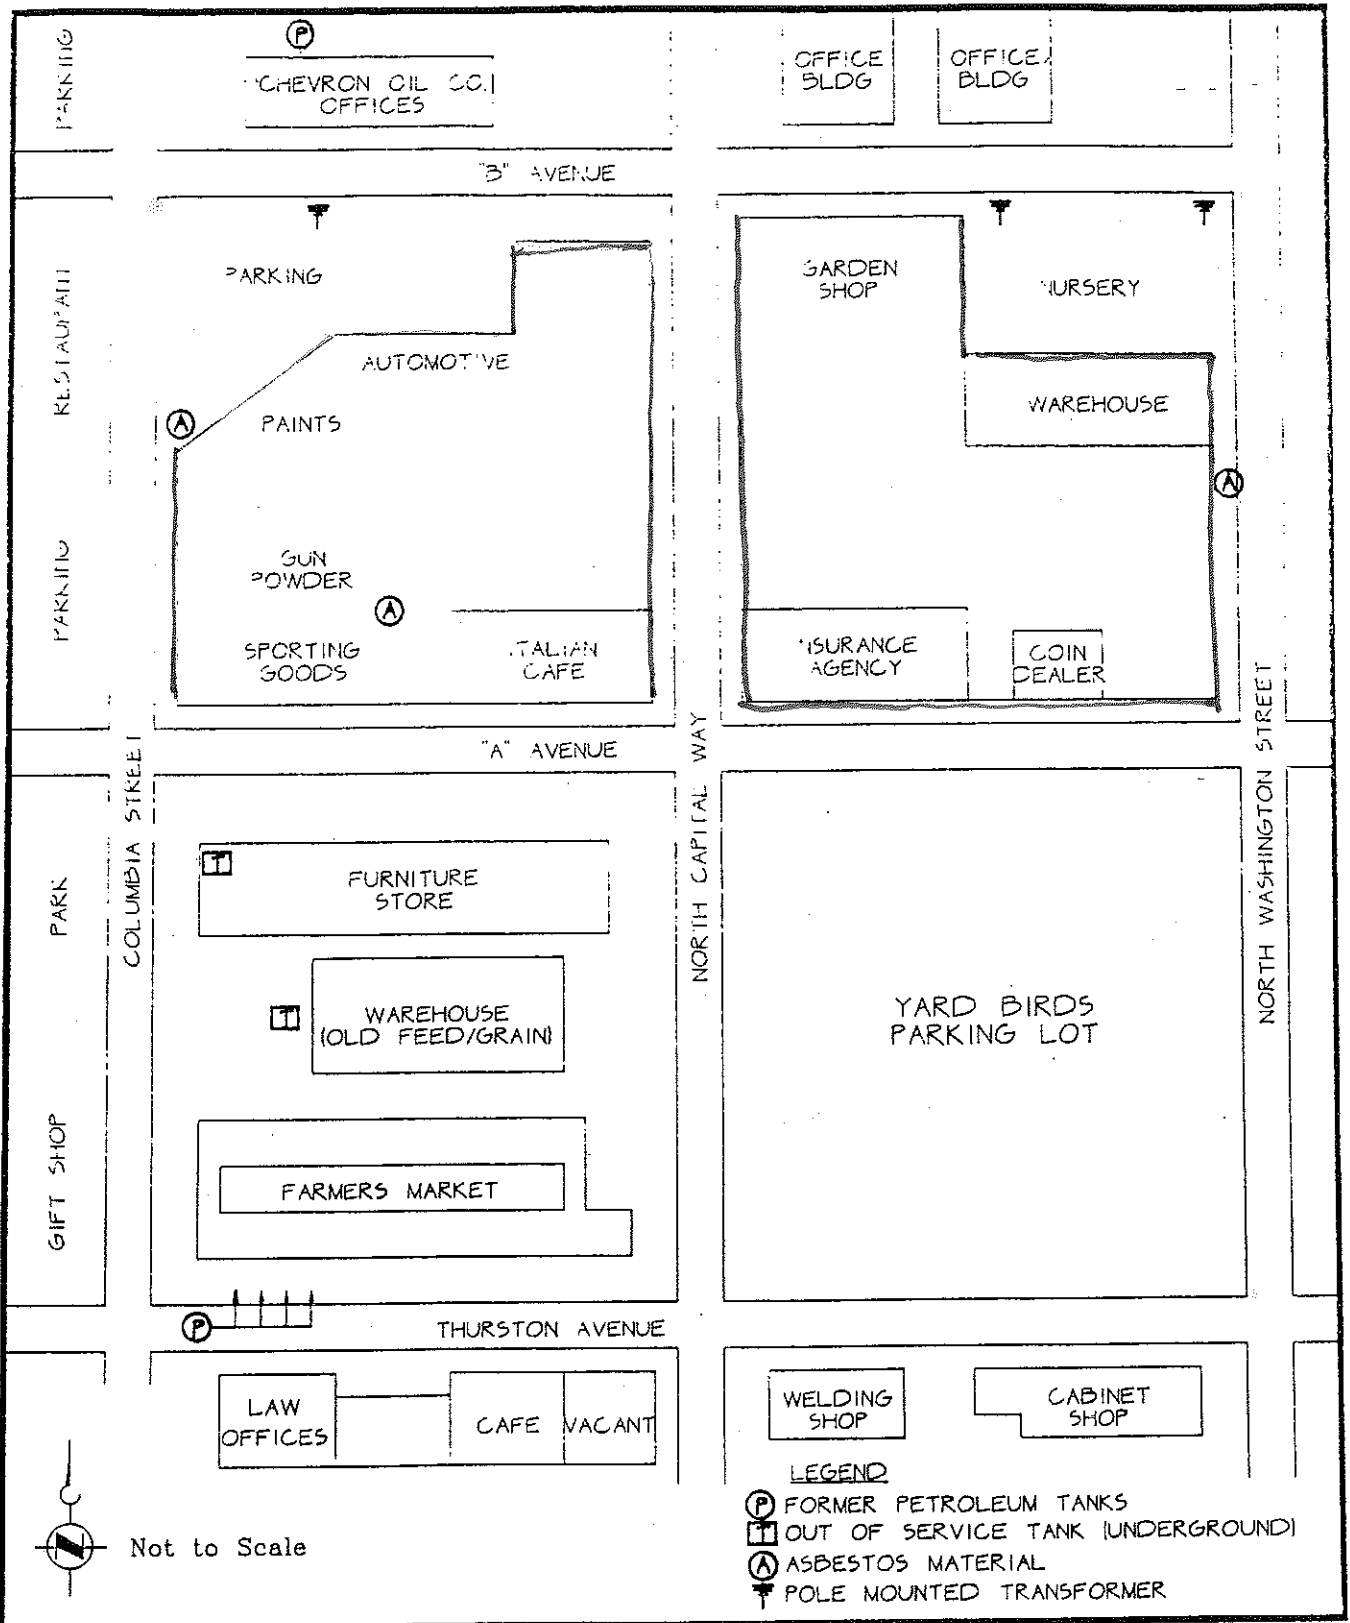 PARKING
P
CHEVRON OIL CO.
OFFICES
OFFICE
BLDG
OFFICE
BLDG
"B" AVENUE
PARKING
GARDEN
SHOP
NURSERY
RESTAURANT
AUTOMOTIVE
WAREHOUSE
A
PAINTS
A
PARKING
GUN
POWDER
A
SPORTING
GOODS
ITALIAN
CAFE
INSURANCE
AGENCY
COIN
DEALER
"A" AVENUE
COLUMBIA STREET
NORTH CAPITAL WAY
NORTH WASHINGTON STREET
PARK
T
FURNITURE
STORE
T
WAREHOUSE
(OLD FEED/GRAIN)
YARD BIRDS
PARKING LOT
GIFT SHOP
FARMERS MARKET
P
THURSTON AVENUE
LAW
OFFICES
CAFE
VACANT
WELDING
SHOP
CABINET
SHOP
LEGEND
P FORMER PETROLEUM TANKS
T OUT OF SERVICE TANK (UNDERGROUND)
A ASBESTOS MATERIAL
POLE MOUNTED TRANSFORMER
Not to Scale